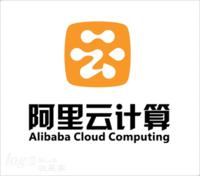 阿里云计算
Alibaba Cloud Computing